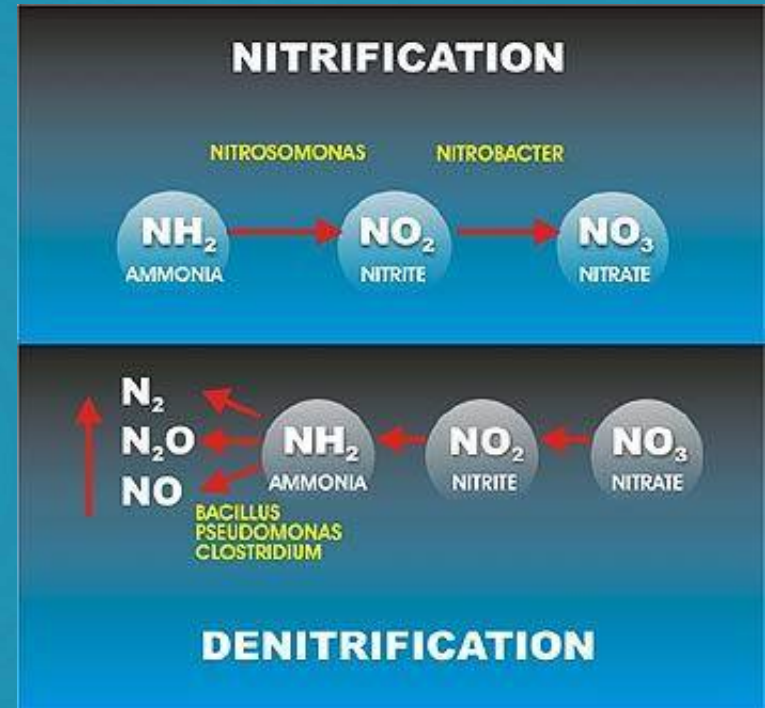 NITRIFICATION
NITROSOMONAS NITROBACTER
NH₂ NO₂ NO₃
AMMONIA NITRITE NITRATE
N₂
N₂O
NO
NH₂ NO₂ NO₃
AMMONIA NITRITE NITRATE
BACILLUS
PSEUDOMONAS
CLOSTRIDIUM
DENITRIFICATION